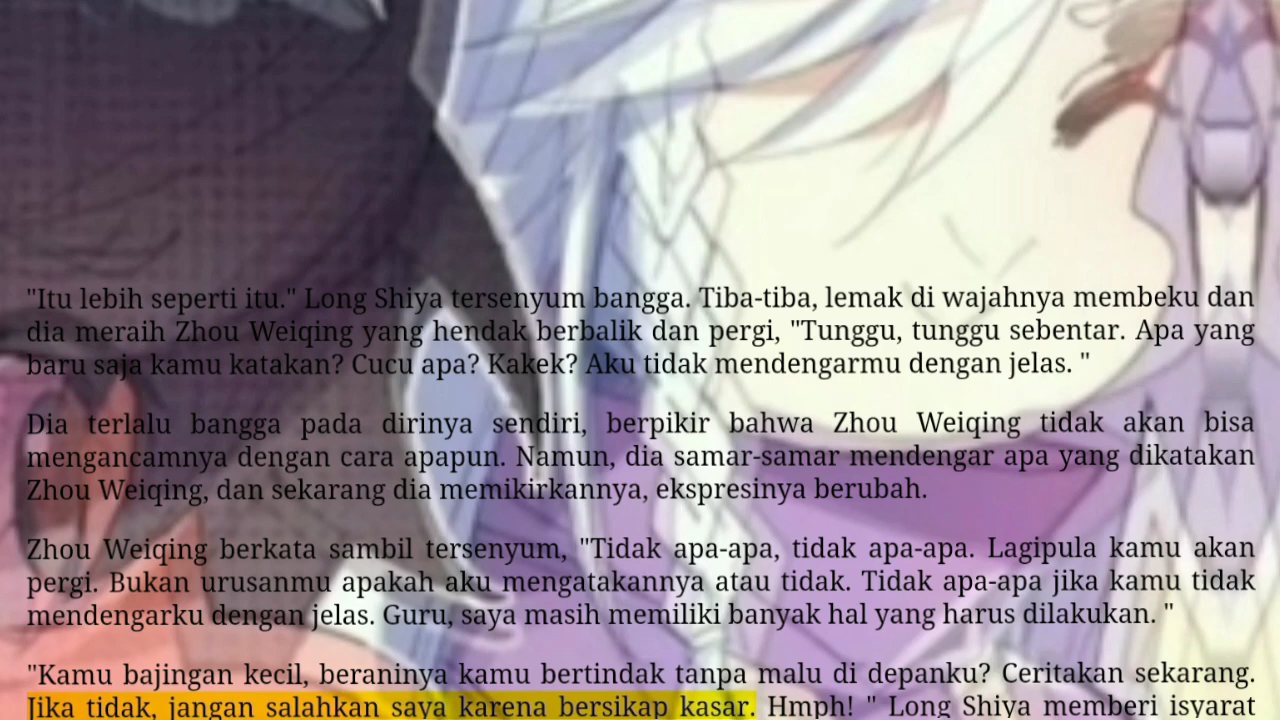 "Itu lebih seperti itu." Long Shiya tersenyum bangga. Tiba-tiba, lemak di wajahnya membeku dan
dia meraih Zhou Weiqing yang hendak berbalik dan pergi, "Tunggu, tunggu sebentar. Apa yang
baru saja kamu katakan? Cucu apa? Kakek? Aku tidak mendengarmu dengan jelas. "
Dia terlalu bangga pada dirinya sendiri, berpikir bahwa Zhou Weiqing tidak akan bisa
mengancamnya dengan cara apapun. Namun, dia samar-samar mendengar apa yang dikatakan
Zhou Weiqing, dan sekarang dia memikirkannya, ekspresinya berubah.
Zhou Weiqing berkata sambil tersenyum, "Tidak apa-apa, tidak apa-apa. Lagipula kamu akan
pergi. Bukan urusanmu apakah aku mengatakannya atau tidak. Tidak apa-apa jika kamu tidak
mendengarku dengan jelas. Guru, saya masih memiliki banyak hal yang harus dilakukan. "
"Kamu bajingan kecil, beraninya kamu bertindak tanpa malu di depanku? Ceritakan sekarang.
Jika tidak, jangan salahkan saya karena bersikap kasar. Hmph! " Long Shiya memberi isyarat